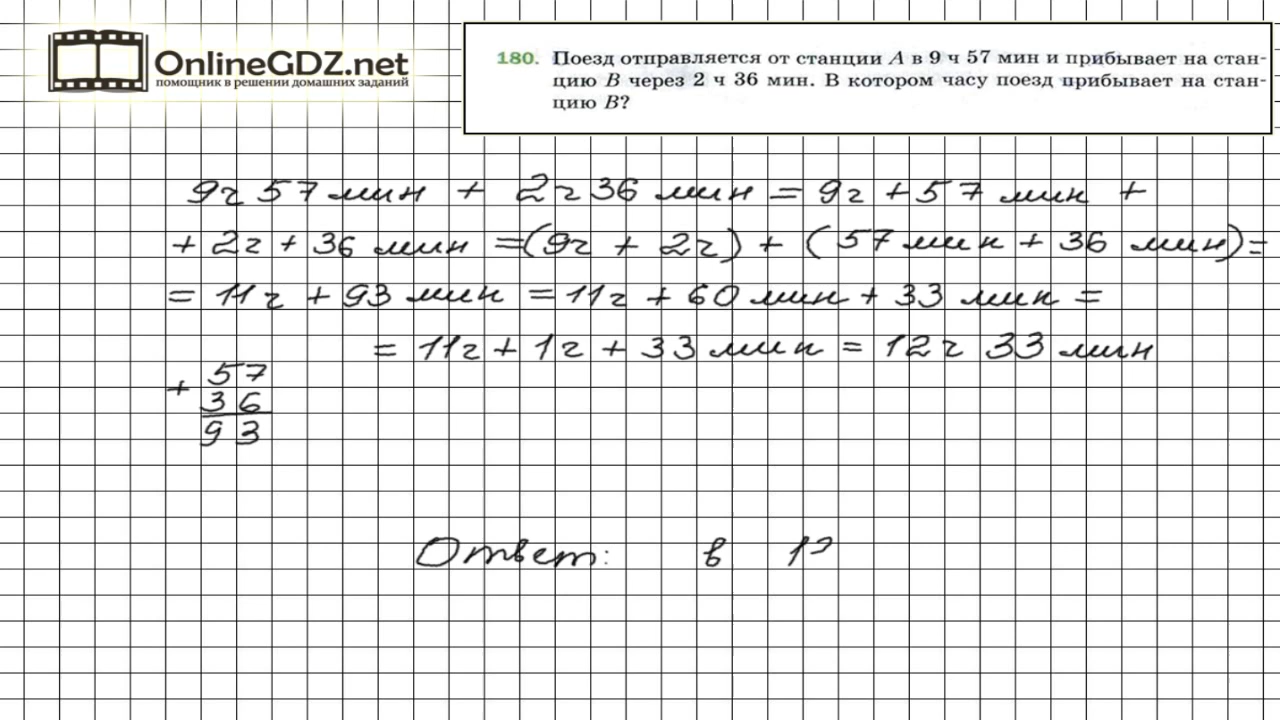 OnlineGDZ.net
помощник в решении домашних заданий
180. Поезд отправляется от станции А в 9 ч 57 мин и прибывает на стан-
цию В через 2 ч 36 мин. В котором часу поезд прибывает на стан-
цию В?
9ч 57 мин + 2ч 36 мин = 9ч + 57 мин +
+ 2ч + 36 мин = (9ч + 2ч) + (57 мин + 36 мин) =
= 11ч + 93 мин = 11ч + 60 мин + 33 мин =
= 11ч + 1ч + 33 мин = 12ч 33 мин
+ 57
36
93
Ответ: в 12